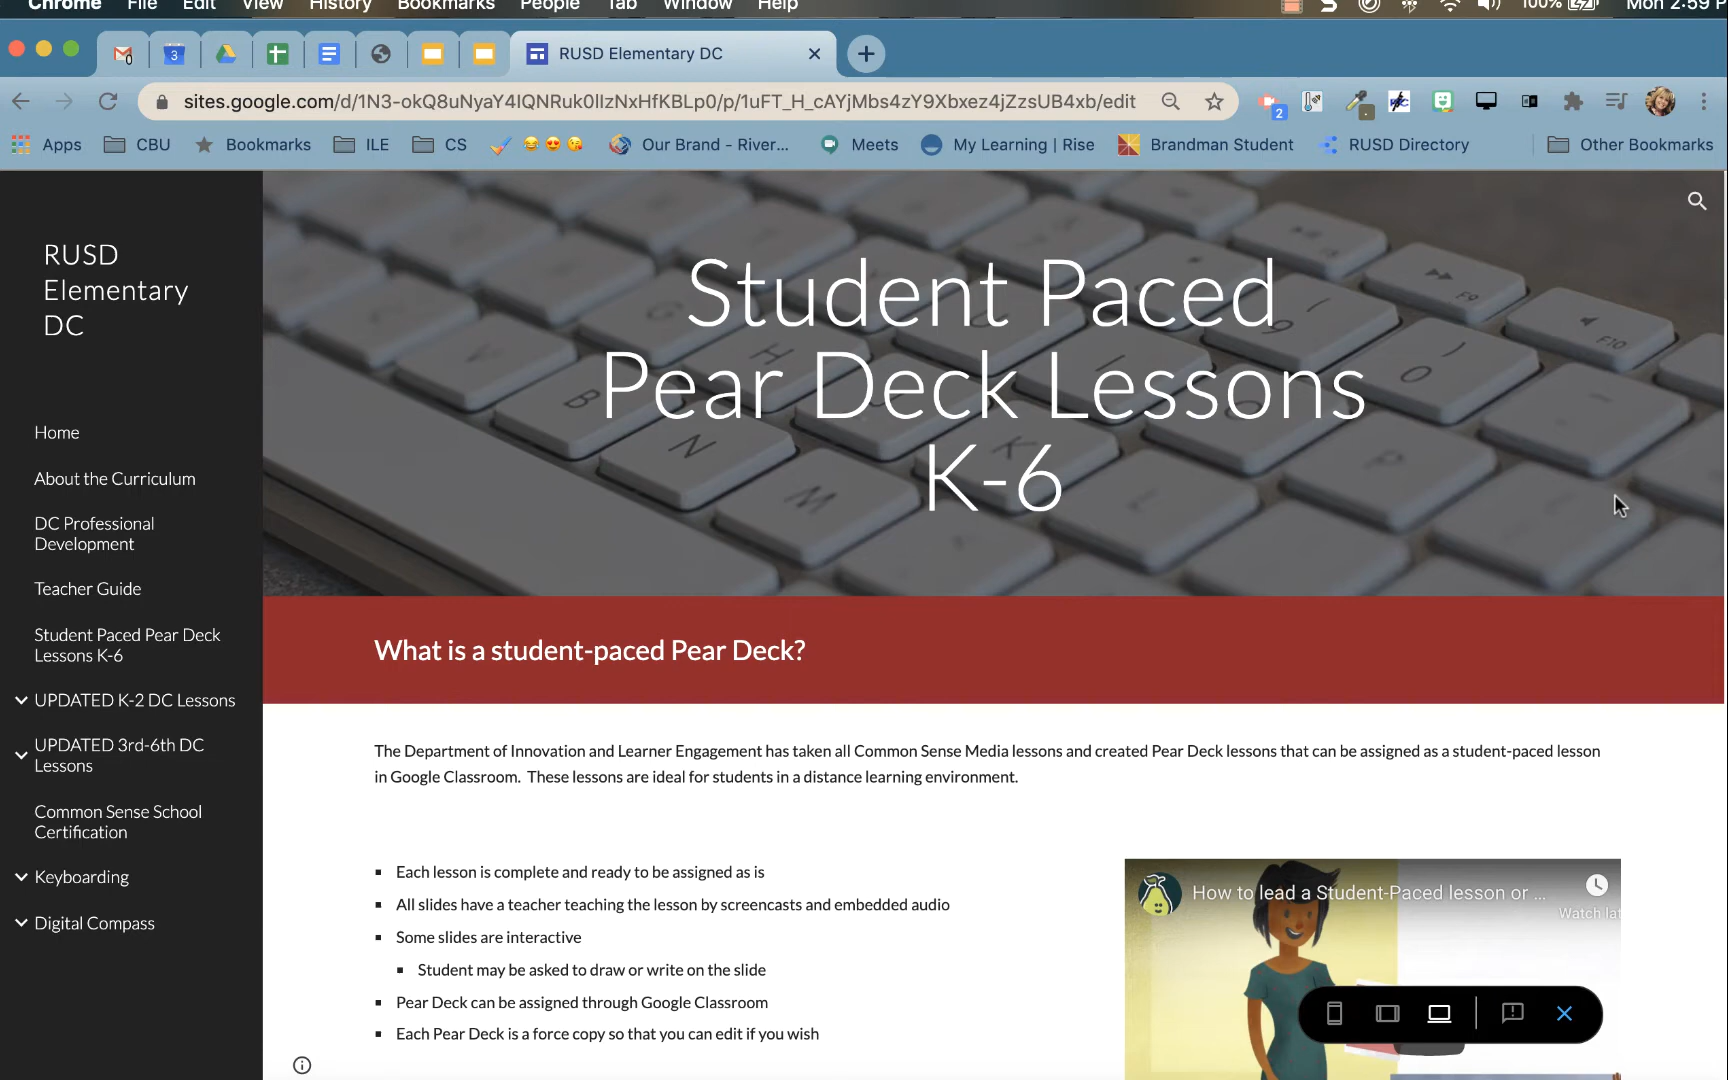 Chrome File Edit View History Bookmarks People Tab Window Help 100% Mon 2:59 P
RUSD Elementary DC
sites.google.com/d/1N3-okQ8uNyaY4IQNRuk0lIzNxHfKBLp0/p/1uFT_H_cAYjMbs4zY9Xbxez4jZzsUB4xb/edit
2
Apps CBU Bookmarks ILE CS Our Brand - River... Meets My Learning | Rise Brandman Student RUSD Directory Other Bookmarks
RUSD
Elementary
DC
Home
About the Curriculum
DC Professional
Development
Teacher Guide
Student Paced Pear Deck
Lessons K-6
UPDATED K-2 DC Lessons
UPDATED 3rd-6th DC
Lessons
Common Sense School
Certification
Keyboarding
Digital Compass
Student Paced
Pear Deck Lessons
K-6
What is a student-paced Pear Deck?
The Department of Innovation and Learner Engagement has taken all Common Sense Media lessons and created Pear Deck lessons that can be assigned as a student-paced lesson
in Google Classroom. These lessons are ideal for students in a distance learning environment.
Each lesson is complete and ready to be assigned as is
All slides have a teacher teaching the lesson by screencasts and embedded audio
Some slides are interactive
Student may be asked to draw or write on the slide
Pear Deck can be assigned through Google Classroom
Each Pear Deck is a force copy so that you can edit if you wish
How to lead a Student-Paced lesson or ...
Watch lat